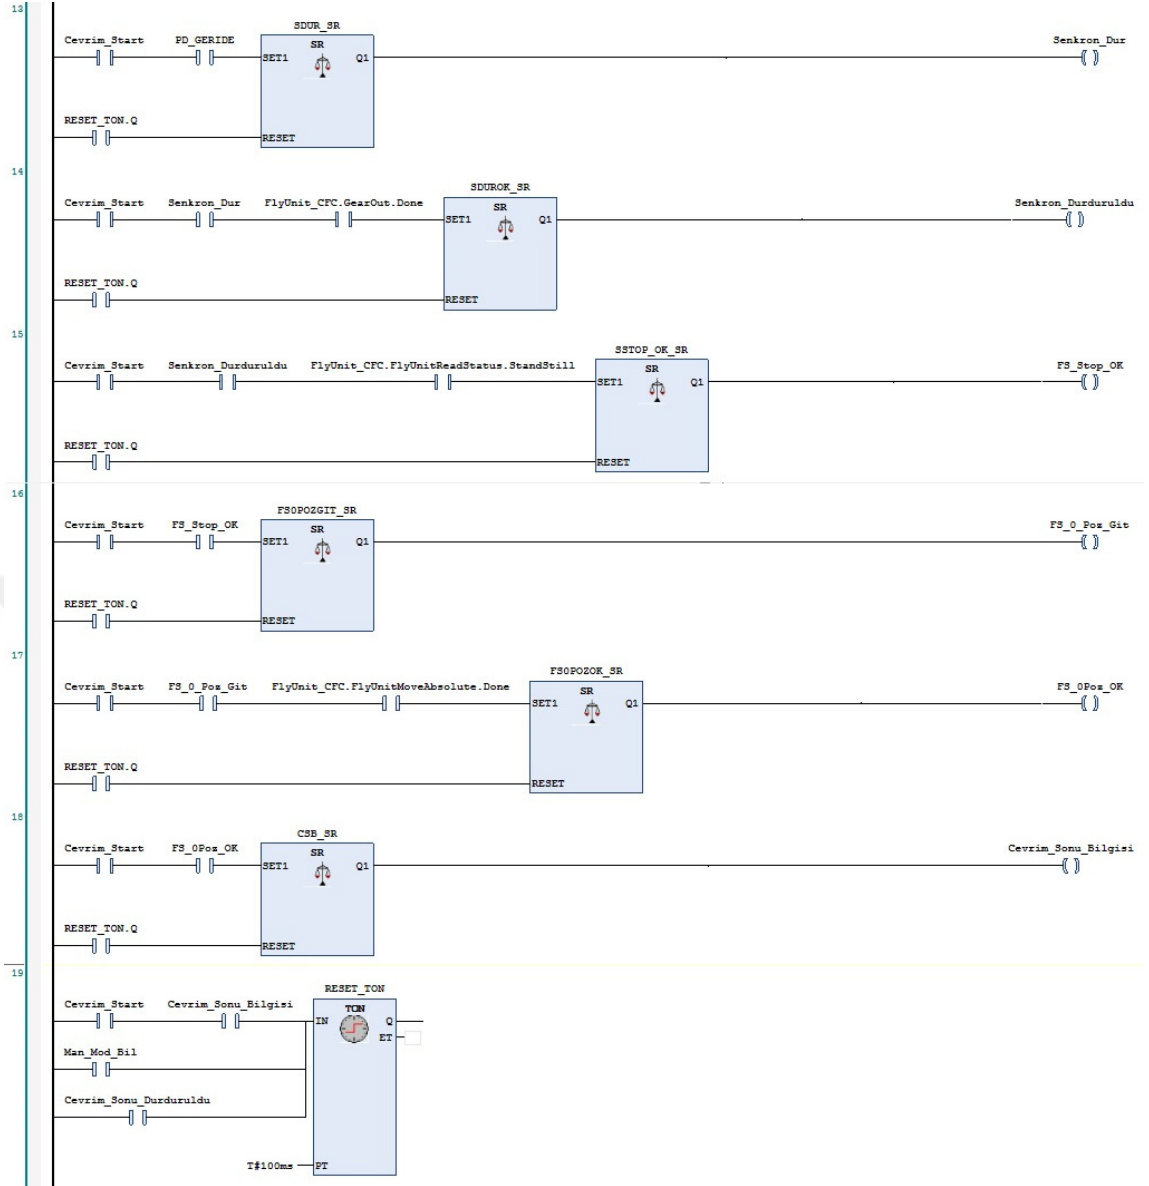 13
SDUR_SR
Cevrim_Start PD_GERIDE SR Senkron_Dur
SET1 Q1
RESET_TON.Q
RESET
14
SDUROK_SR
Cevrim_Start Senkron_Dur FlyUnit_CFC.GearOut.Done SR Senkron_Durduruldu
SET1 Q1
RESET_TON.Q
RESET
15
SSTOP_OK_SR
Cevrim_Start Senkron_Durduruldu FlyUnit_CFC.FlyUnitReadStatus.StandStill SR FS_Stop_OK
SET1 Q1
RESET_TON.Q
RESET
16
FS0POZGIT_SR
Cevrim_Start FS_Stop_OK SR FS_0_Poz_Git
SET1 Q1
RESET_TON.Q
RESET
17
FS0POZOK_SR
Cevrim_Start FS_0_Poz_Git FlyUnit_CFC.FlyUnitMoveAbsolute.Done SR FS_0Poz_OK
SET1 Q1
RESET_TON.Q
RESET
18
CSB_SR
Cevrim_Start FS_0Poz_OK SR Cevrim_Sonu_Bilgisi
SET1 Q1
RESET_TON.Q
RESET
19
RESET_TON
Cevrim_Start Cevrim_Sonu_Bilgisi TON
IN Q
ET
Man_Mod_Bil
Cevrim_Sonu_Durduruldu
T#100ms PT